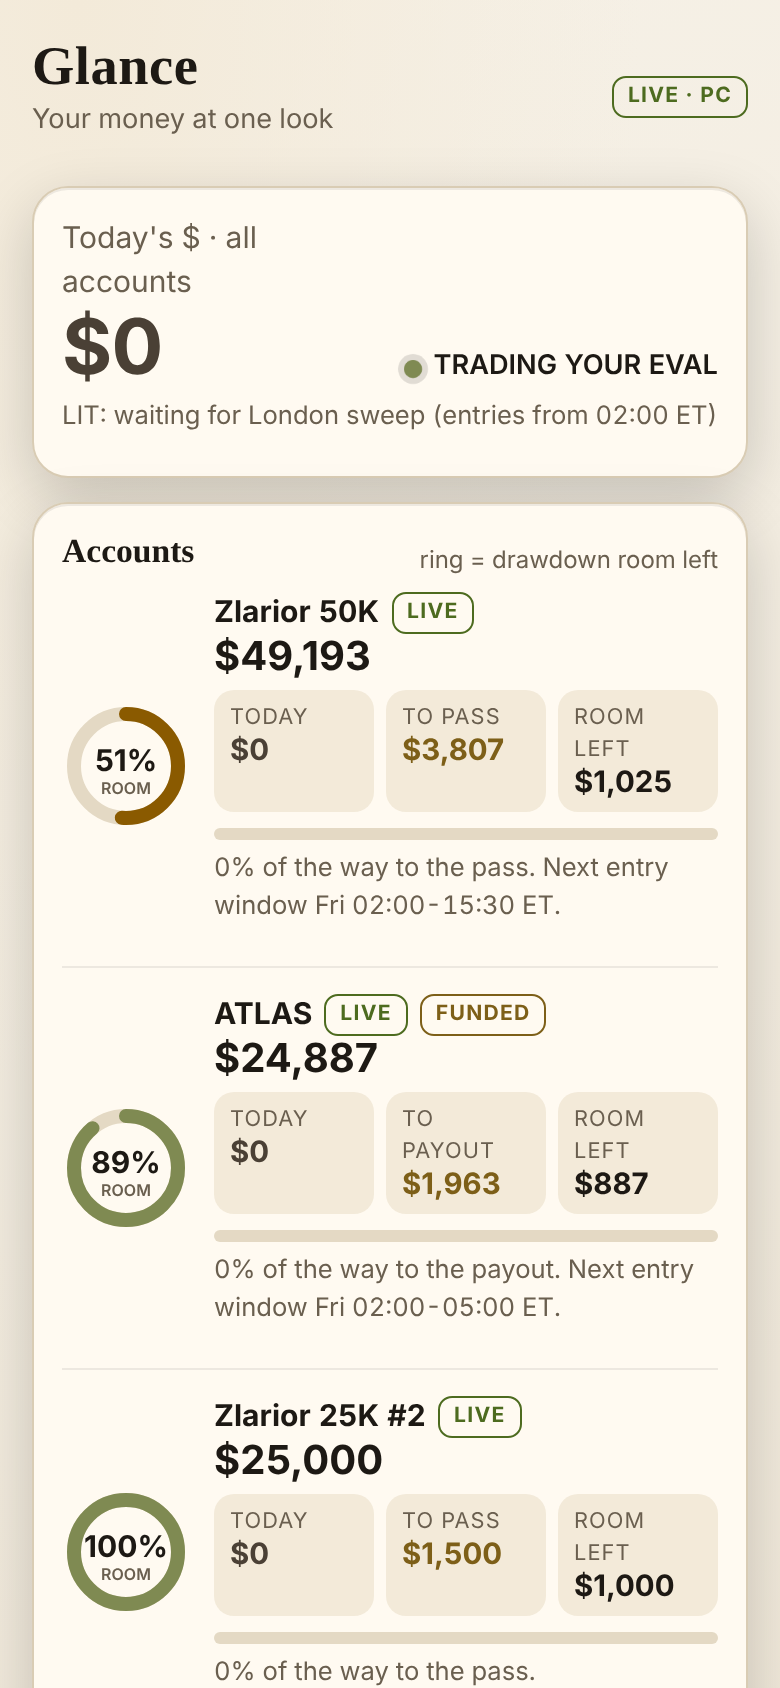 Glance
Your money at one look
LIVE · PC
Today's $ · all
accounts
$0
TRADING YOUR EVAL
LIT: waiting for London sweep (entries from 02:00 ET)
Accounts
ring = drawdown room left
51%
ROOM
Zlarior 50K LIVE
$49,193
TODAY
$0
TO PASS
$3,807
ROOM
LEFT
$1,025
0% of the way to the pass. Next entry
window Fri 02:00-15:30 ET.
89%
ROOM
ATLAS LIVE FUNDED
$24,887
TODAY
$0
TO
PAYOUT
$1,963
ROOM
LEFT
$887
0% of the way to the payout. Next entry
window Fri 02:00-05:00 ET.
100%
ROOM
Zlarior 25K #2 LIVE
$25,000
TODAY
$0
TO PASS
$1,500
ROOM
LEFT
$1,000
0% of the way to the pass.